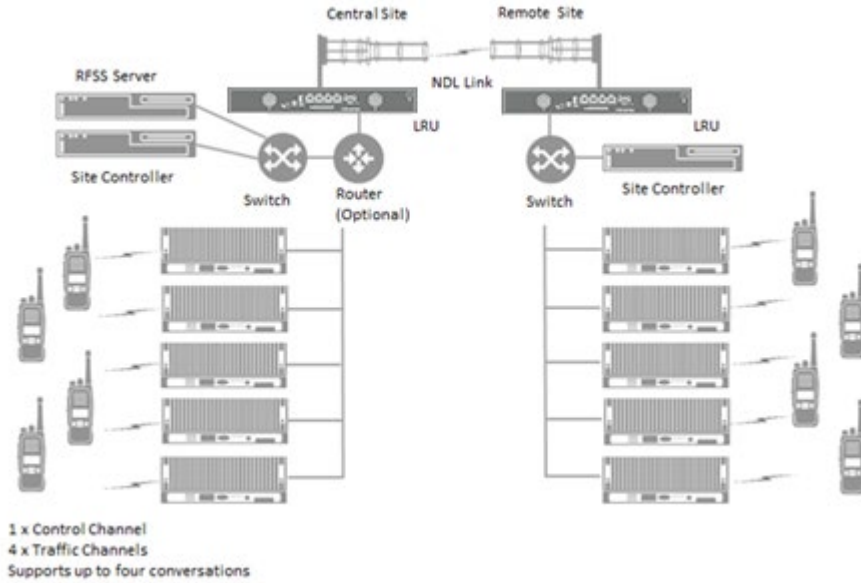 Central Site
Remote Site
RFSS Server
NDL Link
LRU
LRU
Site Controller
Switch
Router
(Optional)
Switch
Site Controller
1 x Control Channel
4 x Traffic Channels
Supports up to four conversations